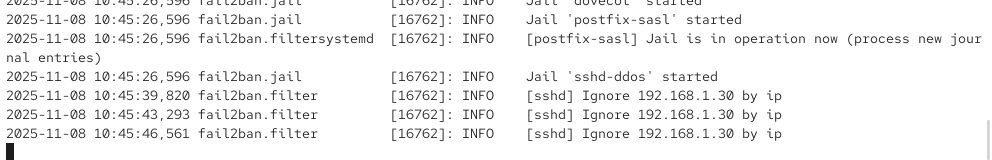 2025-11-08 10:45:26,596 fail2ban.jail           [16762]: INFO    Jail 'dovecot' started
2025-11-08 10:45:26,596 fail2ban.jail           [16762]: INFO    Jail 'postfix-sasl' started
2025-11-08 10:45:26,596 fail2ban.filtersystemd  [16762]: INFO    [postfix-sasl] Jail is in operation now (process new jour
nal entries)
2025-11-08 10:45:26,596 fail2ban.jail           [16762]: INFO    Jail 'sshd-ddos' started
2025-11-08 10:45:39,820 fail2ban.filter         [16762]: INFO    [sshd] Ignore 192.168.1.30 by ip
2025-11-08 10:45:43,293 fail2ban.filter         [16762]: INFO    [sshd] Ignore 192.168.1.30 by ip
2025-11-08 10:45:46,561 fail2ban.filter         [16762]: INFO    [sshd] Ignore 192.168.1.30 by ip